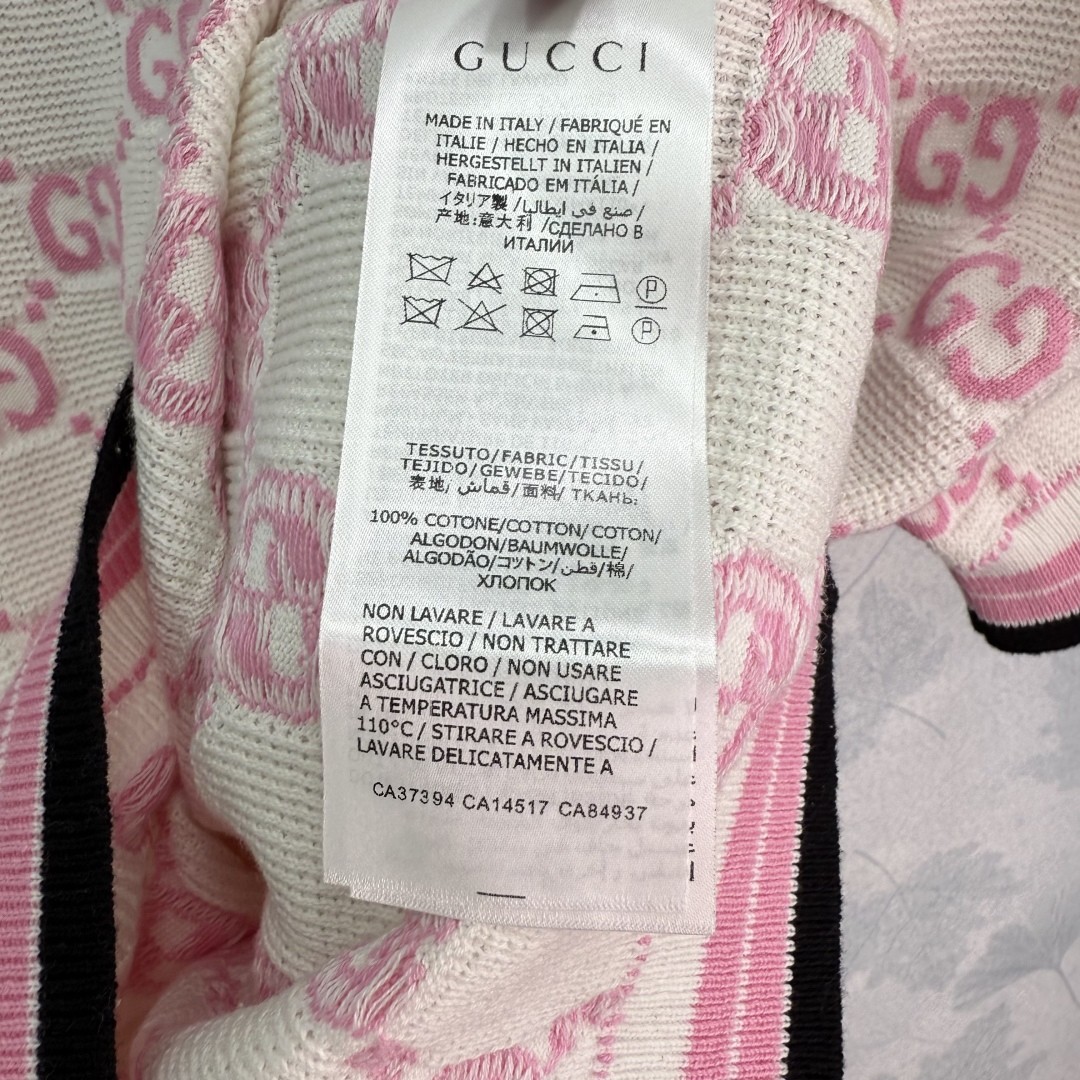 GUCCI
MADE IN ITALY / FABRIQUÉ EN
ITALIE / HECHO EN ITALIA /
HERGESTELLT IN ITALIEN /
FABRICADO EM ITÁLIA /
イタリア製 / صنع في ايطاليا /
产地:意大利 /СДЕЛАНО В
ИТАЛИИ
P
P
TESSUTO/FABRIC/TISSU/
TEJIDO/GEWEBE/TECIDO/
表地/ قماش/面料/ ТКАНЬ:
100% COTONE/COTTON/COTON/
ALGODON/BAUMWOLLE/
ALGODÃO/コットン/قطن/棉/
ХЛОПОК
NON LAVARE / LAVARE A
ROVESCIO / NON TRATTARE
CON / CLORO / NON USARE
ASCIUGATRICE / ASCIUGARE
A TEMPERATURA MASSIMA
110°C / STIRARE A ROVESCIO /
LAVARE DELICATAMENTE A
CA37394 CA14517 CA84937